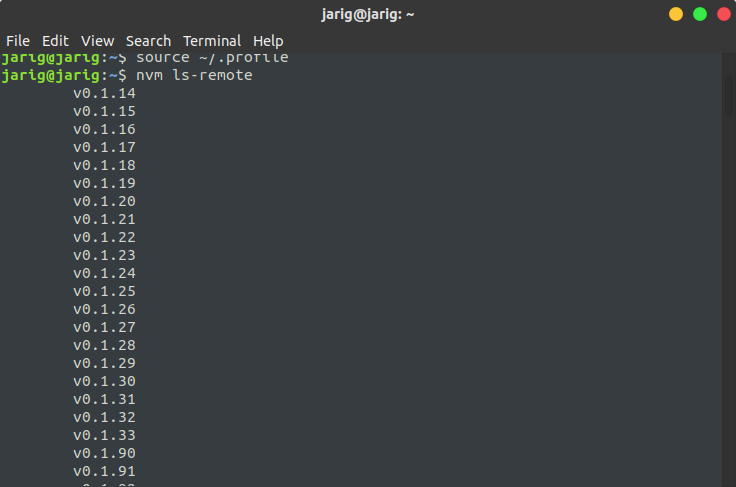 jarig@jarig: ~
File Edit View Search Terminal Help
jarig@jarig:~$ source ~/.profile
jarig@jarig:~$ nvm ls-remote
v0.1.14
v0.1.15
v0.1.16
v0.1.17
v0.1.18
v0.1.19
v0.1.20
v0.1.21
v0.1.22
v0.1.23
v0.1.24
v0.1.25
v0.1.26
v0.1.27
v0.1.28
v0.1.29
v0.1.30
v0.1.31
v0.1.32
v0.1.33
v0.1.90
v0.1.91